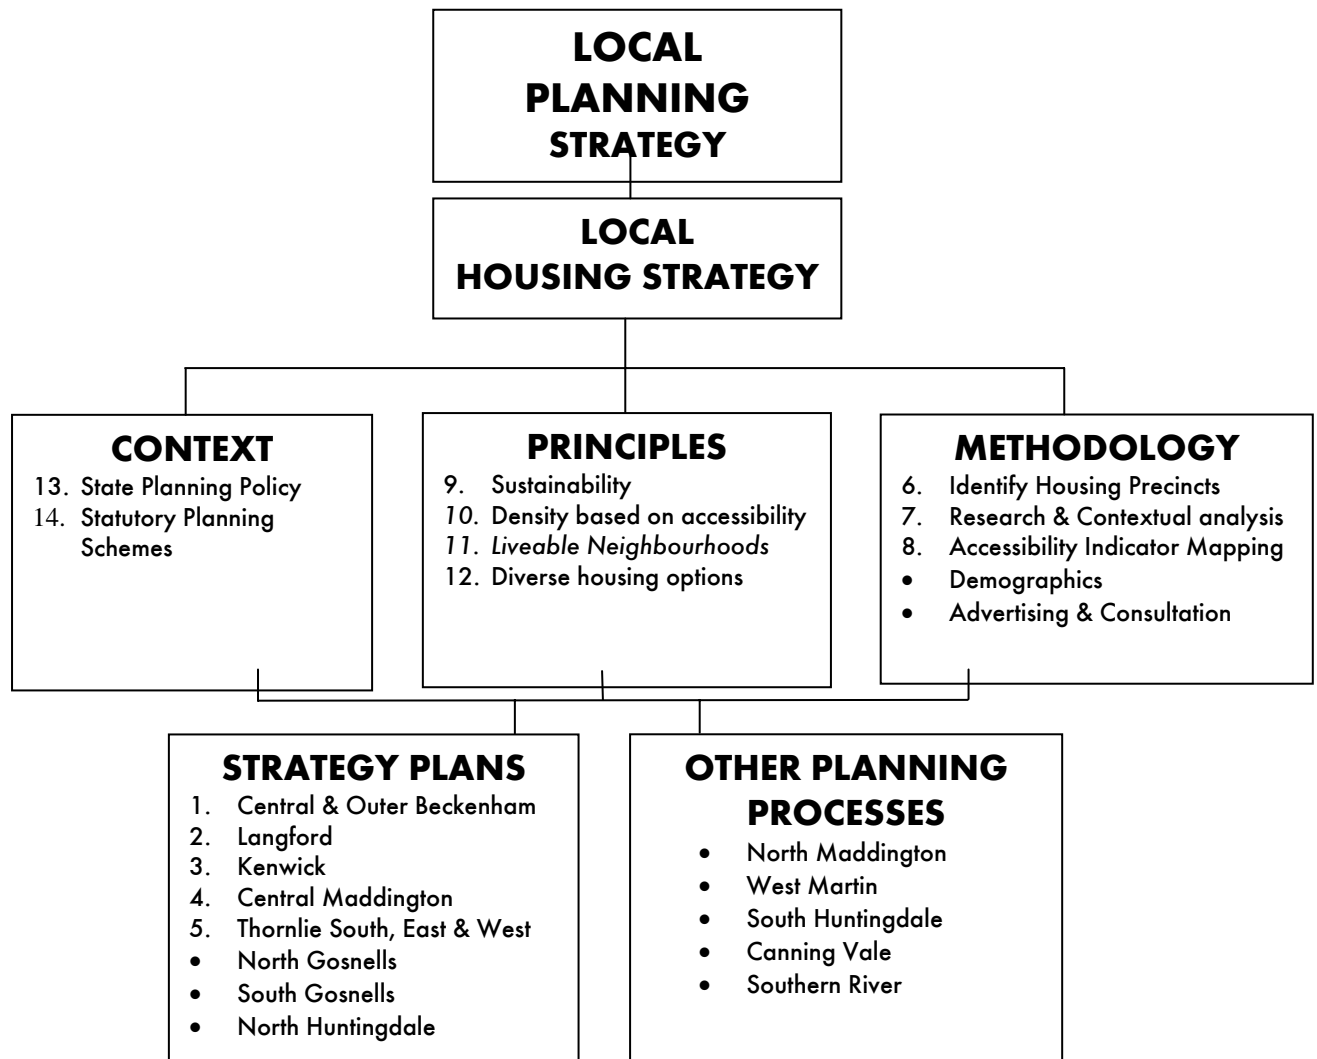 LOCAL
PLANNING
STRATEGY
LOCAL
HOUSING STRATEGY
CONTEXT
13. State Planning Policy
14. Statutory Planning
Schemes
PRINCIPLES
9. Sustainability
10. Density based on accessibility
11. Liveable Neighbourhoods
12. Diverse housing options
METHODOLOGY
6. Identify Housing Precincts
7. Research & Contextual analysis
8. Accessibility Indicator Mapping
• Demographics
• Advertising & Consultation
STRATEGY PLANS
1. Central & Outer Beckenham
2. Langford
3. Kenwick
4. Central Maddington
5. Thornlie South, East & West
• North Gosnells
• South Gosnells
• North Huntingdale
OTHER PLANNING
PROCESSES
• North Maddington
• West Martin
• South Huntingdale
• Canning Vale
• Southern River